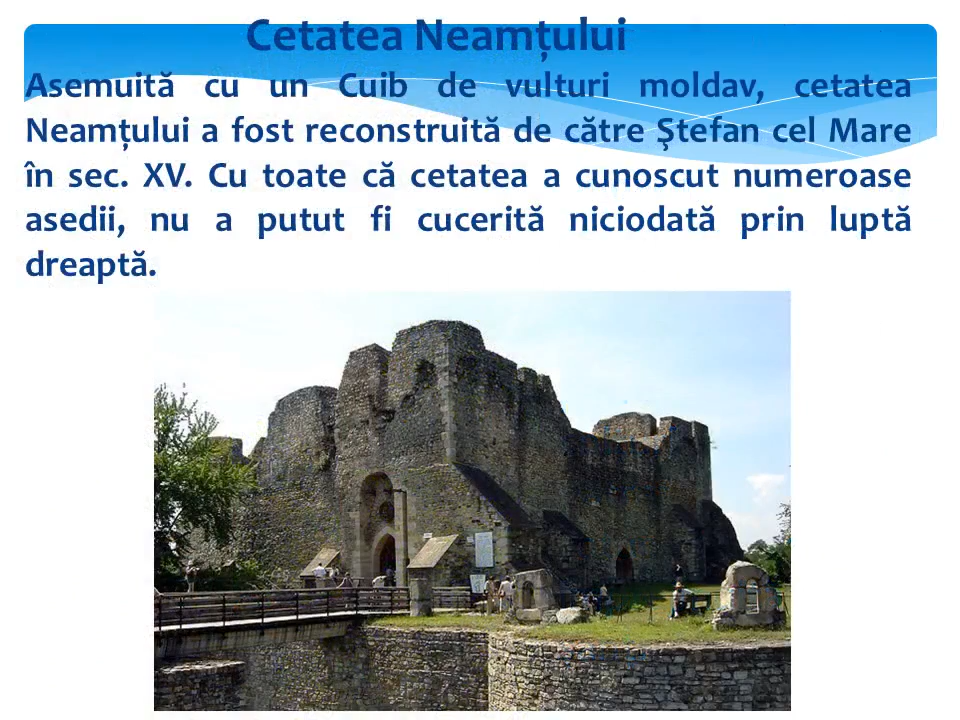 Cetatea Neamțului
Asemuită cu un Cuib de vulturi moldav, cetatea
Neamțului a fost reconstruită de către Ştefan cel Mare
în sec. XV. Cu toate că cetatea a cunoscut numeroase
asedii, nu a putut fi cucerită niciodată prin luptă
dreaptă.